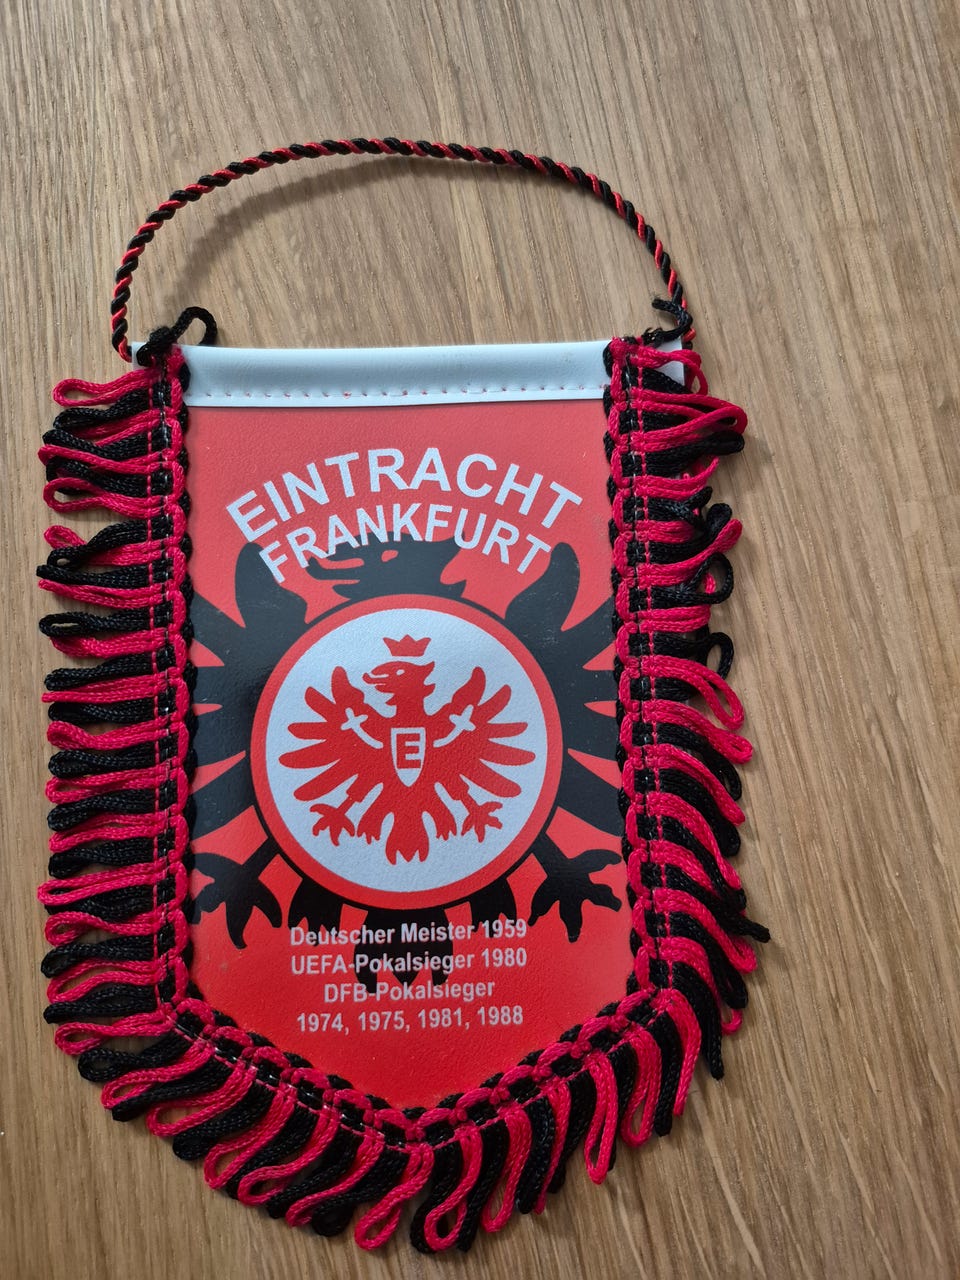 EINTRACHT
FRANKFURT
E
Deutscher Meister 1959
UEFA-Pokalsieger 1980
DFB-Pokalsieger
1974, 1975, 1981, 1988